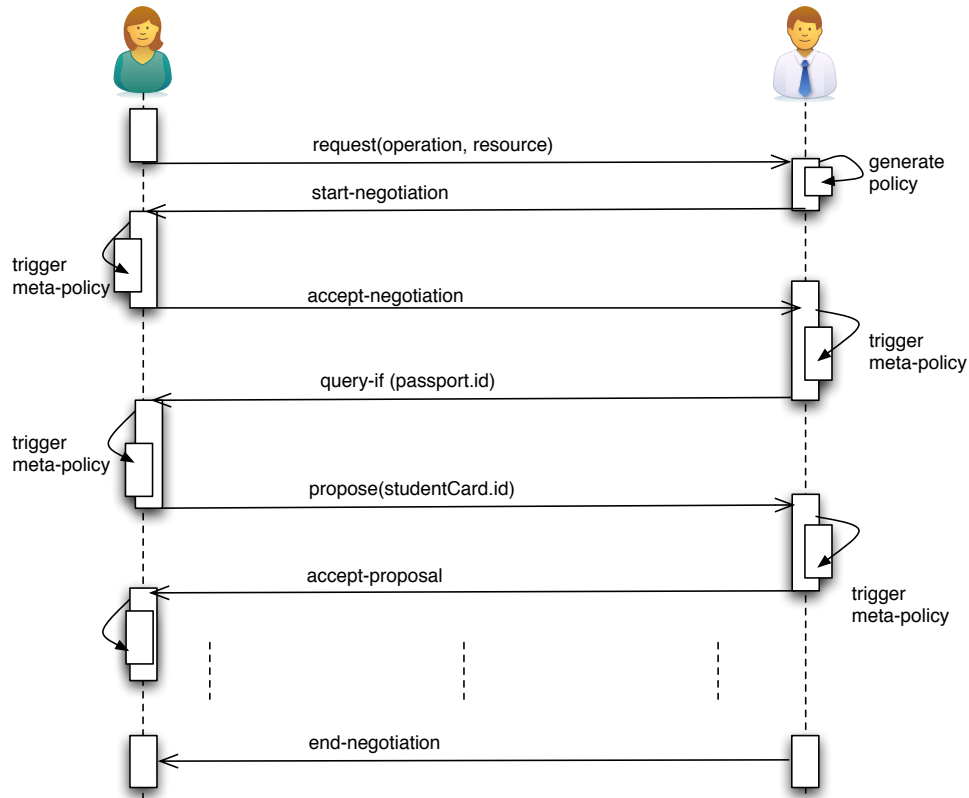 request(operation, resource)
generate
policy
start-negotiation
trigger
meta-policy
accept-negotiation
trigger
meta-policy
query-if (passport.id)
trigger
meta-policy
propose(studentCard.id)
accept-proposal
trigger
meta-policy
end-negotiation